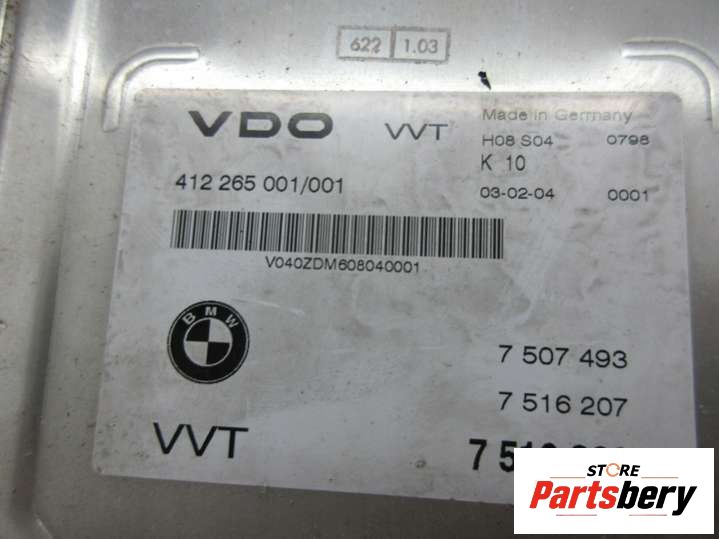 622 1.03
VDO VVT
Made in Germany
H08 S04 0798
K 10
412 265 001/001
03-02-04 0001
V040ZDM608040001
BMW
7 507 493
7 516 207
VVT
STORE
Partsbery